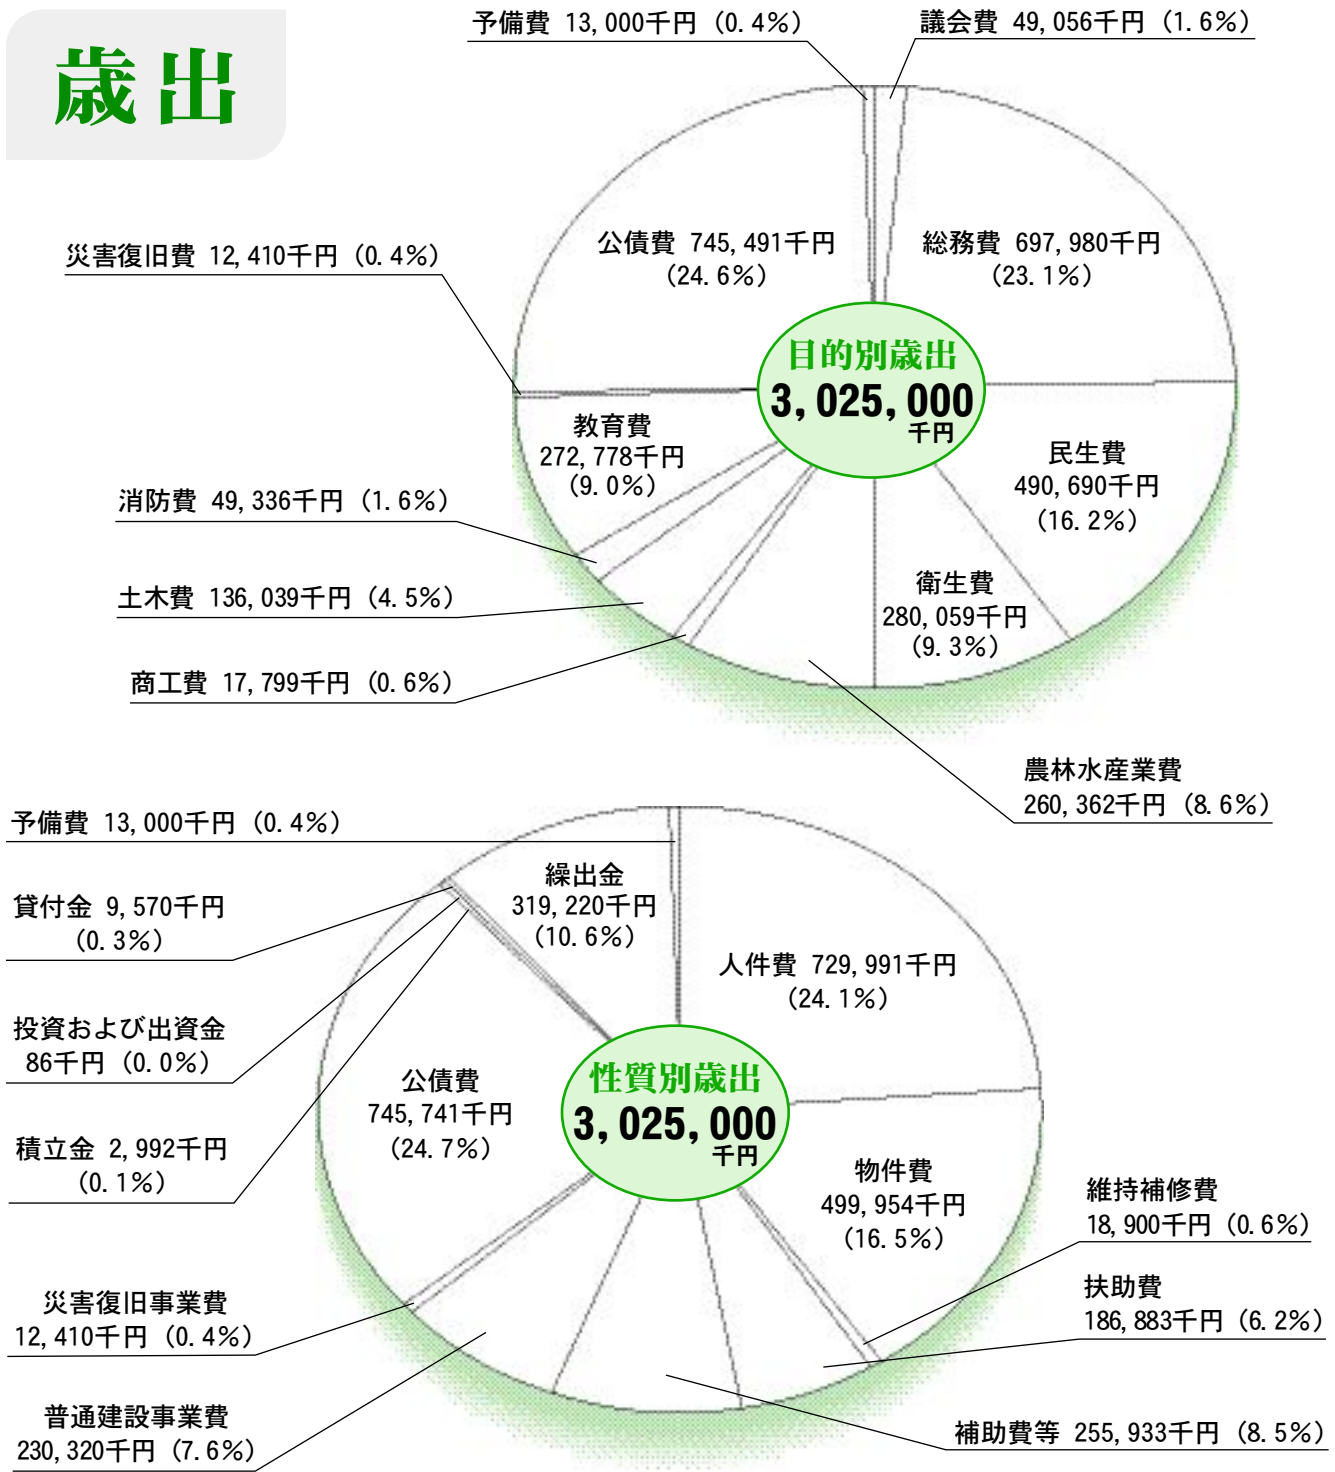 歳出
予備費 13,000千円（0.4％）
議会費 49,056千円（1.6％）
公債費 745,491千円
（24.6％）
総務費 697,980千円
（23.1％）
災害復旧費 12,410千円（0.4％）
目的別歳出
3,025,000
千円
教育費
272,778千円
（9.0％）
民生費
490,690千円
（16.2％）
消防費 49,336千円（1.6％）
衛生費
280,059千円
（9.3％）
土木費 136,039千円（4.5％）
商工費 17,799千円（0.6％）
農林水産業費
260,362千円（8.6％）
予備費 13,000千円（0.4％）
繰出金
319,220千円
（10.6％）
貸付金 9,570千円
（0.3％）
人件費 729,991千円
（24.1％）
投資および出資金
86千円（0.0％）
公債費
745,741千円
（24.7％）
性質別歳出
3,025,000
千円
積立金 2,992千円
（0.1％）
物件費
499,954千円
（16.5％）
維持補修費
18,900千円（0.6％）
扶助費
186,883千円（6.2％）
災害復旧事業費
12,410千円（0.4％）
普通建設事業費
230,320千円（7.6％）
補助費等 255,933千円（8.5％）